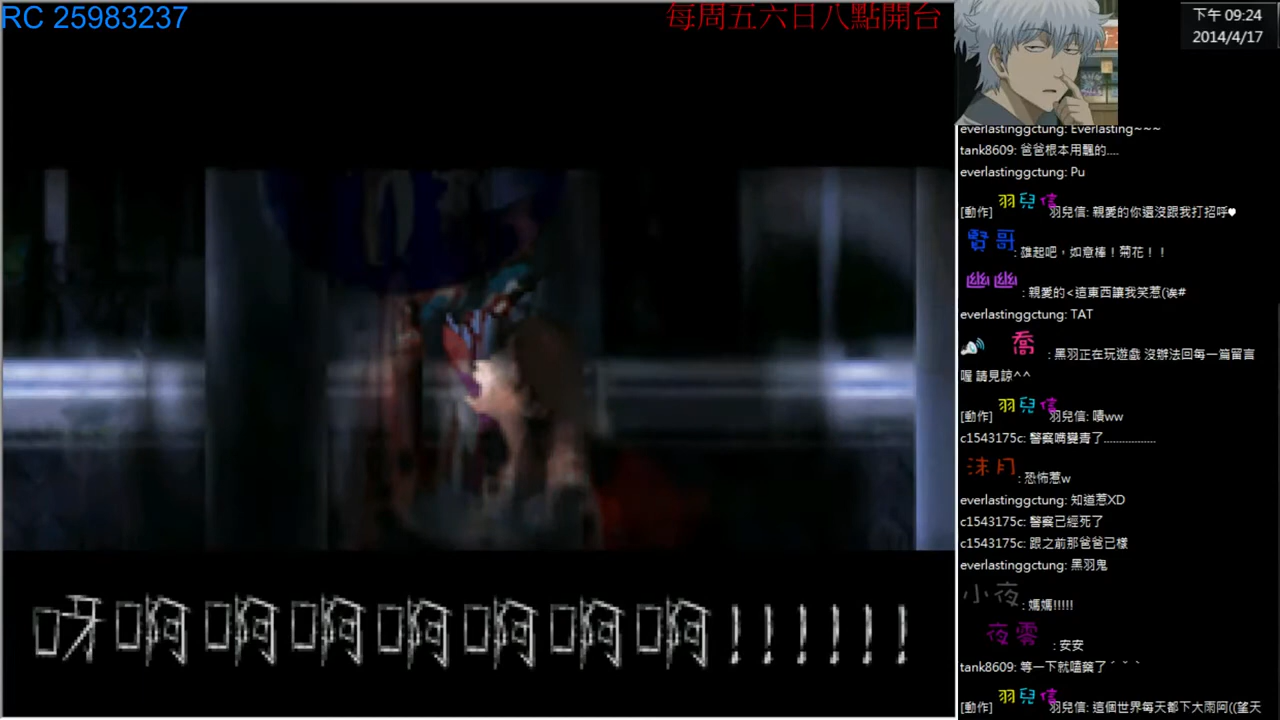 RC 25983237
每周五六日八點開台
下午 09:24
2014/4/17
everlastinggctung: Everlasting~~~
tank8609: 爸爸根本用飄的....
everlastinggctung: Pu
[動作] 羽兒信 羽兒信: 親愛的你還沒跟我打招呼♥
賢哥 : 雄起吧，如意棒！菊花！！
幽幽 : 親愛的<這東西讓我笑惹(诶#
everlastinggctung: TAT
喬 : 黑羽正在玩遊戲 沒辦法回每一篇留言
喔 請見諒^^
[動作] 羽兒信 羽兒信: 嘖ww
c1543175c: 警察嘴變青了................
沫月 : 恐怖惹w
everlastinggctung: 知道惹XD
c1543175c: 警察已經死了
c1543175c: 跟之前那爸爸已樣
everlastinggctung: 黑羽鬼
小夜 : 媽媽!!!!!
夜零 : 安安
tank8609: 等一下就嗑藥了ˊˇˋ
[動作] 羽兒信 羽兒信: 這個世界每天都下大雨阿((望天
呀啊啊啊啊啊啊啊!!!!!!